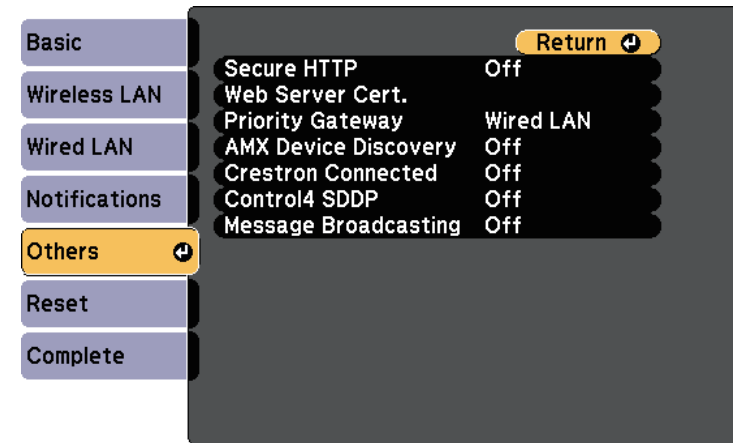 Basic
Wireless LAN
Wired LAN
Notifications
Others
Reset
Complete
Return
Secure HTTP Off
Web Server Cert.
Priority Gateway Wired LAN
AMX Device Discovery Off
Crestron Connected Off
Control4 SDDP Off
Message Broadcasting Off